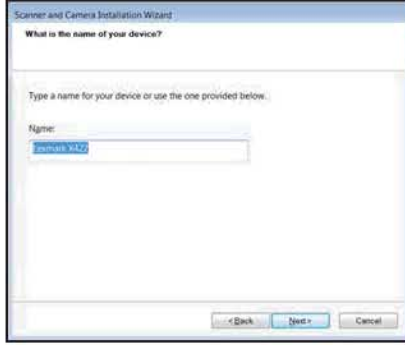 Scanner and Camera Installation Wizard
What is the name of your device?
Type a name for your device or use the one provided below.
Name:
Lexmark X422
< Back Next > Cancel